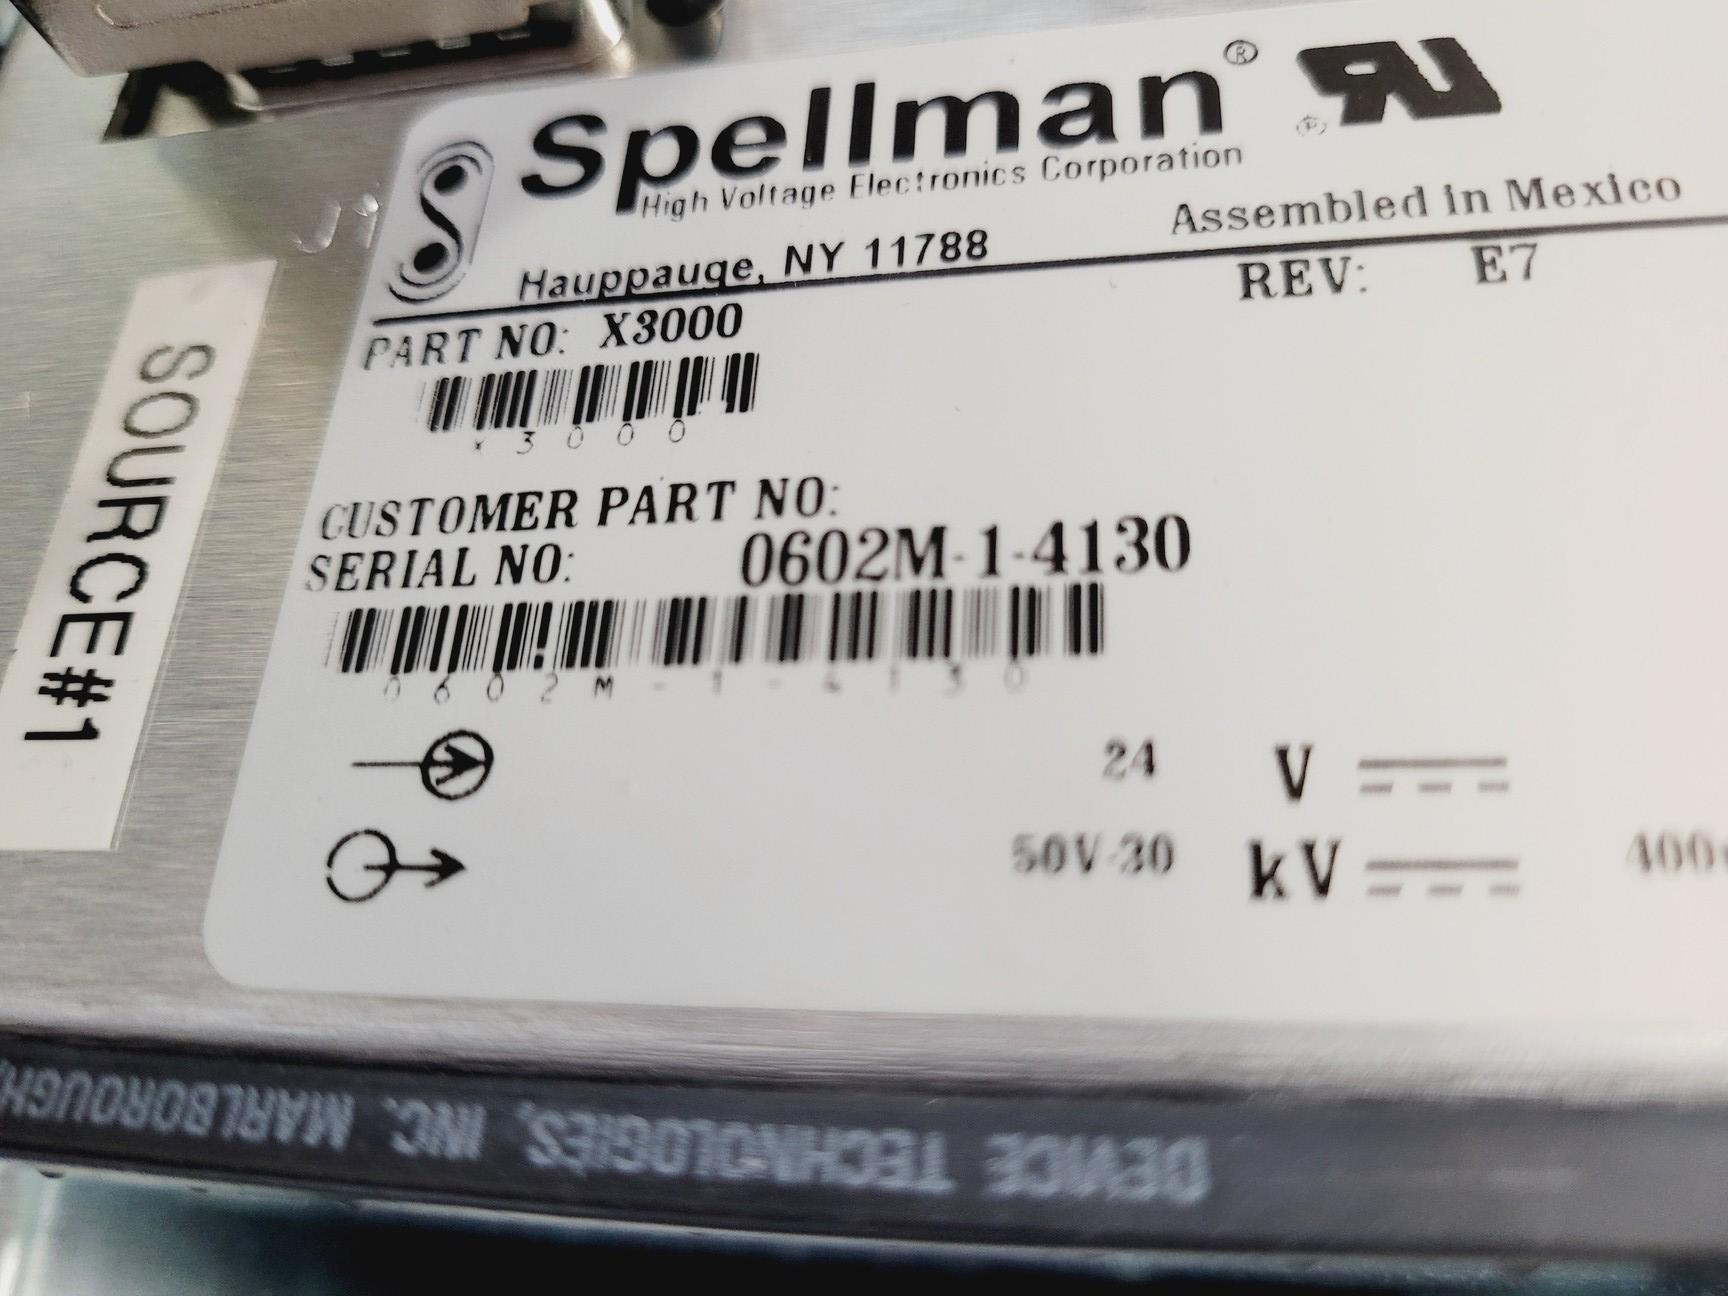 Spellman®
High Voltage Electronics Corporation
Hauppauge, NY 11788
Assembled in Mexico
PART NO: X3000
REV: E7
x3000
CUSTOMER PART NO:
SERIAL NO: 0602M-1-4130
0602M-1-4130
24 V
50V-30 kV
SOURCE#1
DEVICE TECHNOLOGIES, INC. MARLBOROUGH,